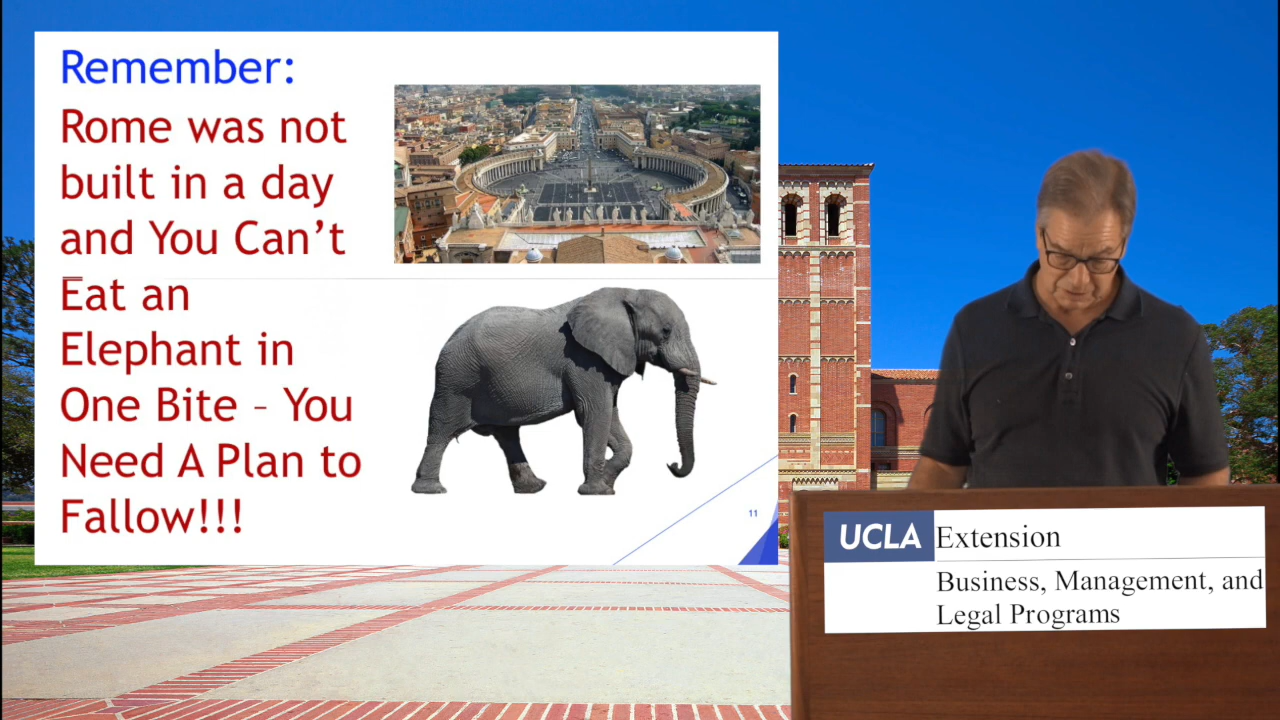 Remember:
Rome was not
built in a day
and You Can’t
Eat an
Elephant in
One Bite – You
Need A Plan to
Fallow!!!
11
UCLA Extension
Business, Management, and
Legal Programs